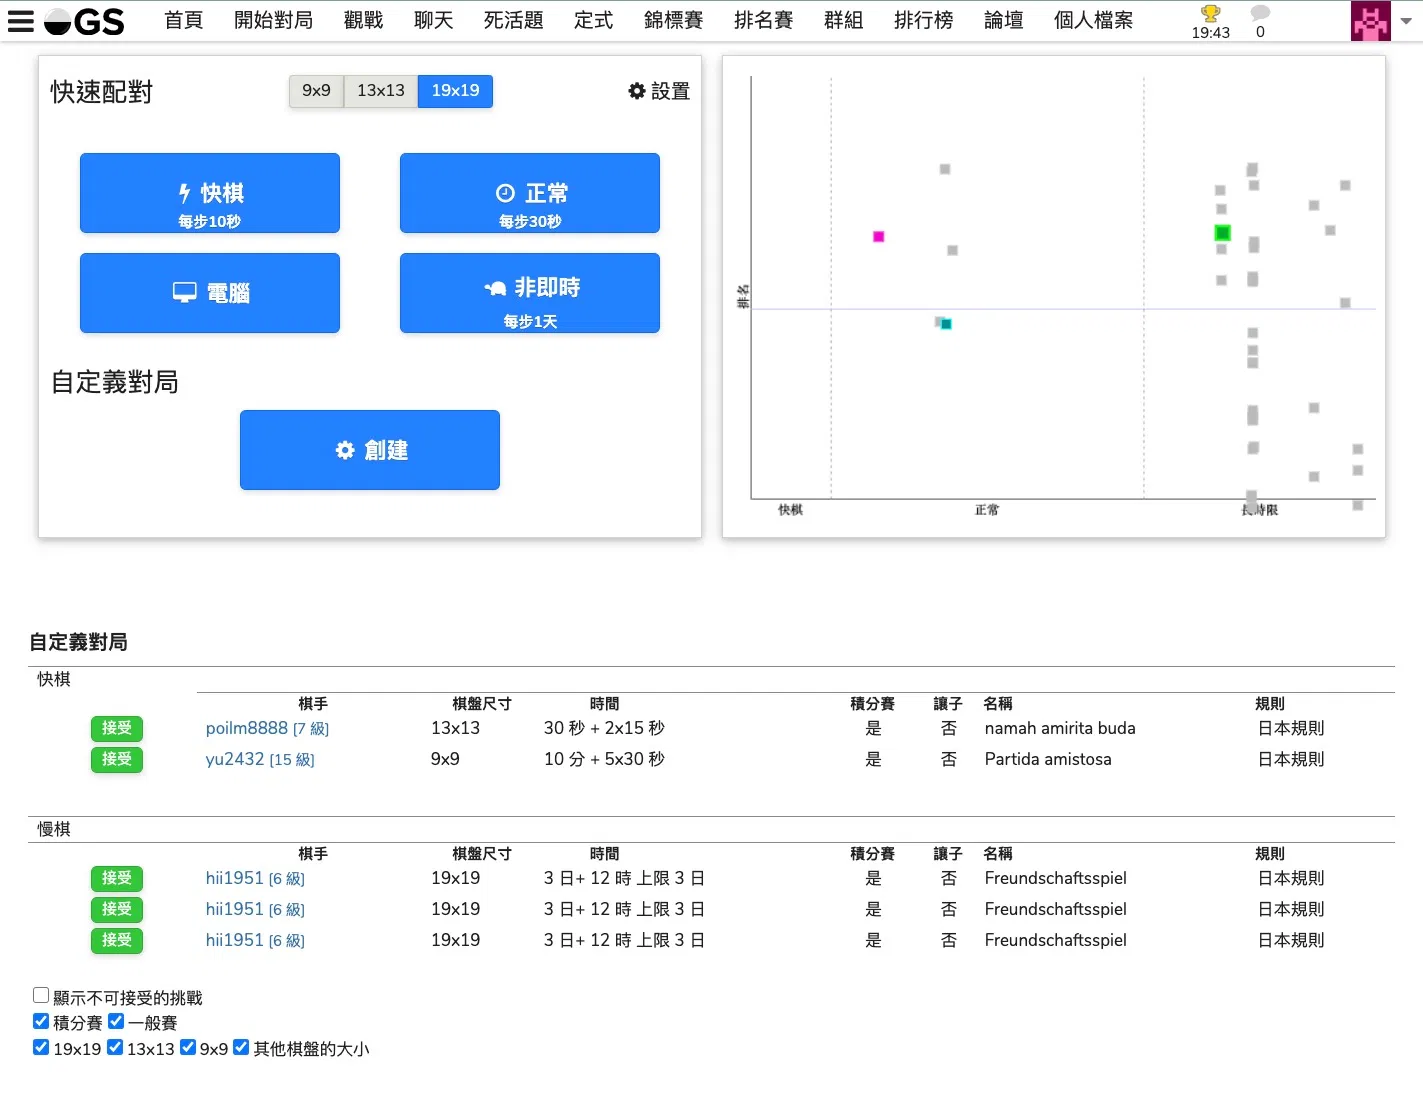 OGS 首頁 開始對局 觀戰 聊天 死活題 定式 錦標賽 排名賽 群組 排行榜 論壇 個人檔案 19:43 0
快速配對 9x9 13x13 19x19 設置
快棋 正常
每步10秒 每步30秒
電腦 非即時
每步1天
自定義對局
創建
排名
快棋 正常 長時限
自定義對局
快棋
棋手 棋盤尺寸 時間 積分賽 讓子 名稱 規則
接受 poilm8888 [7 級] 13x13 30 秒 + 2x15 秒 是 否 namah amirita buda 日本規則
接受 yu2432 [15 級] 9x9 10 分 + 5x30 秒 是 否 Partida amistosa 日本規則
慢棋
棋手 棋盤尺寸 時間 積分賽 讓子 名稱 規則
接受 hii1951 [6 級] 19x19 3 日+ 12 時 上限 3 日 是 否 Freundschaftsspiel 日本規則
接受 hii1951 [6 級] 19x19 3 日+ 12 時 上限 3 日 是 否 Freundschaftsspiel 日本規則
接受 hii1951 [6 級] 19x19 3 日+ 12 時 上限 3 日 是 否 Freundschaftsspiel 日本規則
顯示不可接受的挑戰
積分賽 一般賽
19x19 13x13 9x9 其他棋盤的大小